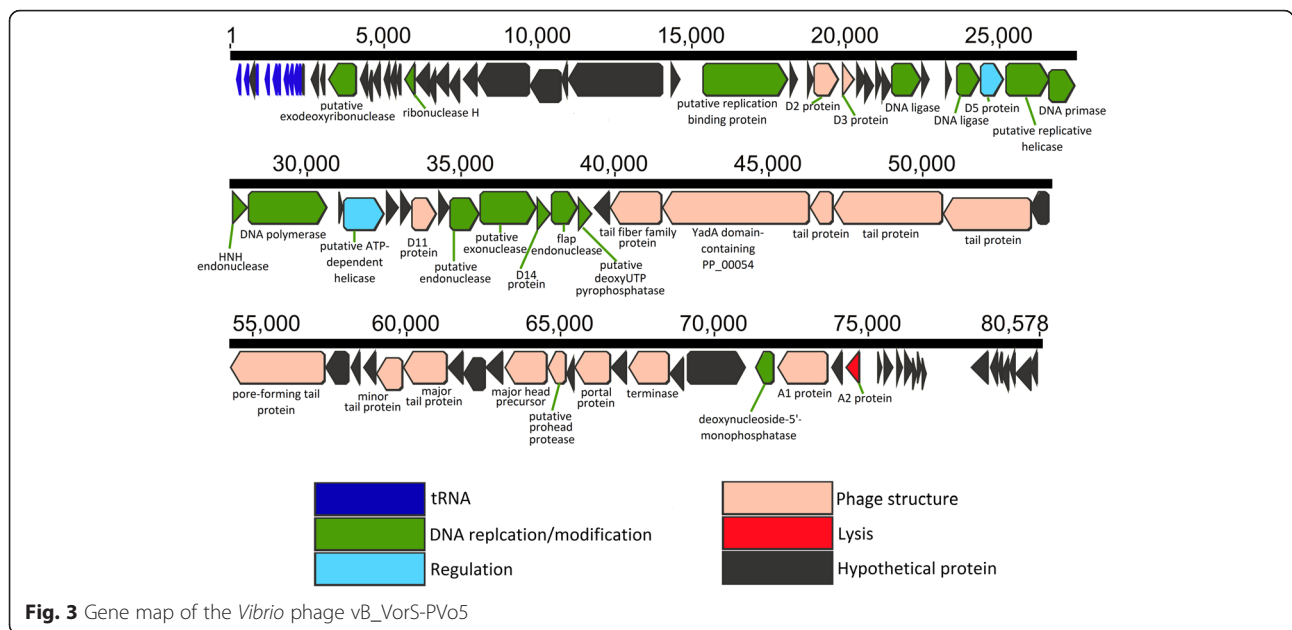 1 5,000 10,000 15,000 20,000 25,000
putative
exodeoxyribonuclease
ribonuclease H
putative replication
binding protein
D2 protein
D3 protein
DNA ligase
DNA ligase
D5 protein
putative replicative
helicase
DNA primase
30,000 35,000 40,000 45,000 50,000
HNH
endonuclease
DNA polymerase
putative ATP-
dependent
helicase
D11
protein
putative
endonuclease
putative
exonuclease
D14
protein
flap
endonuclease
putative
deoxyUTP
pyrophosphatase
tail fiber family
protein
YadA domain-
containing
PP_00054
tail protein
tail protein
tail protein
55,000 60,000 65,000 70,000 75,000 80,578
pore-forming tail
protein
minor
tail protein
major
tail protein
major head
precursor
putative
prohead
protease
portal
protein
terminase
deoxynucleoside-5'-
monophosphatase
A1 protein
A2 protein
tRNA
DNA replcation/modification
Regulation
Phage structure
Lysis
Hypothetical protein
Fig. 3 Gene map of the Vibrio phage vB_VorS-PVo5